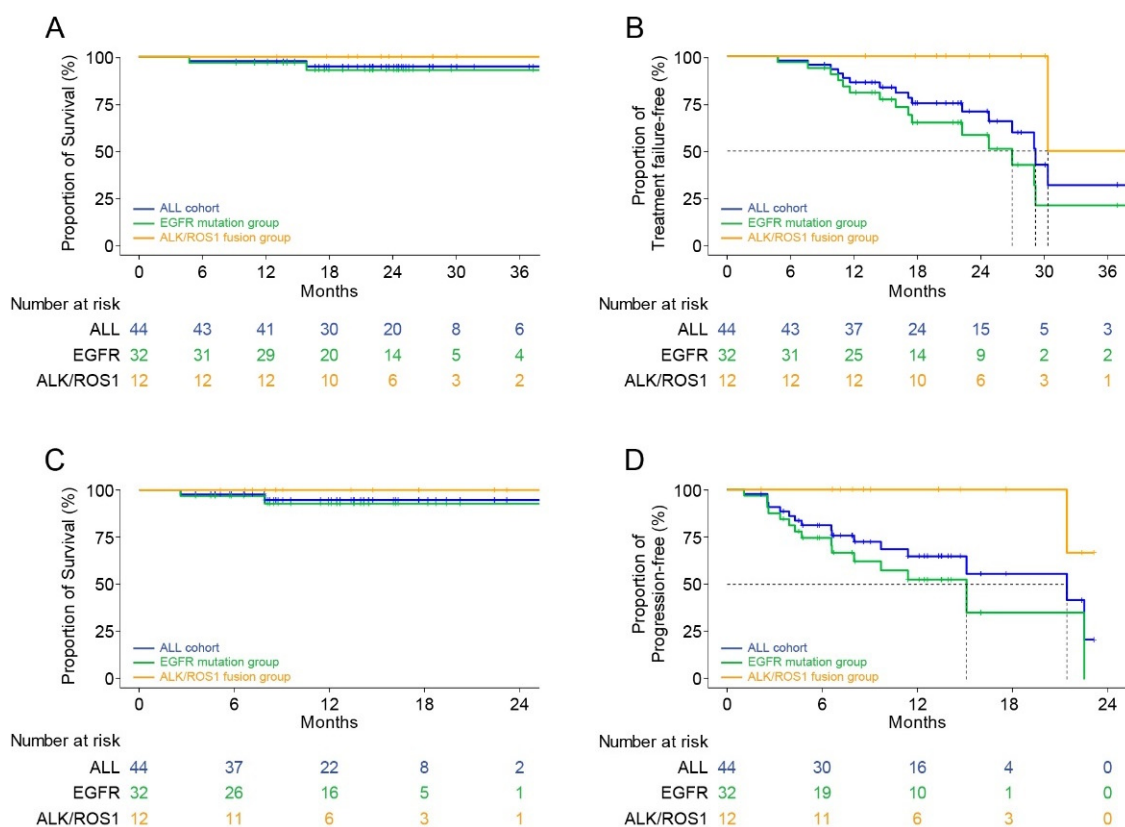 A
Proportion of Survival (%)
100
75
50
25
0
ALL cohort
EGFR mutation group
ALK/ROS1 fusion group
0 6 12 18 24 30 36
Months
Number at risk
ALL 44 43 41 30 20 8 6
EGFR 32 31 29 20 14 5 4
ALK/ROS1 12 12 12 10 6 3 2
B
Proportion of
Treatment failure-free (%)
100
75
50
25
0
ALL cohort
EGFR mutation group
ALK/ROS1 fusion group
0 6 12 18 24 30 36
Months
Number at risk
ALL 44 43 37 24 15 5 3
EGFR 32 31 25 14 9 2 2
ALK/ROS1 12 12 12 10 6 3 1
C
Proportion of Survival (%)
100
75
50
25
0
ALL cohort
EGFR mutation group
ALK/ROS1 fusion group
0 6 12 18 24
Months
Number at risk
ALL 44 37 22 8 2
EGFR 32 26 16 5 1
ALK/ROS1 12 11 6 3 1
D
Proportion of
Progression-free (%)
100
75
50
25
0
ALL cohort
EGFR mutation group
ALK/ROS1 fusion group
0 6 12 18 24
Months
Number at risk
ALL 44 30 16 4 0
EGFR 32 19 10 1 0
ALK/ROS1 12 11 6 3 0